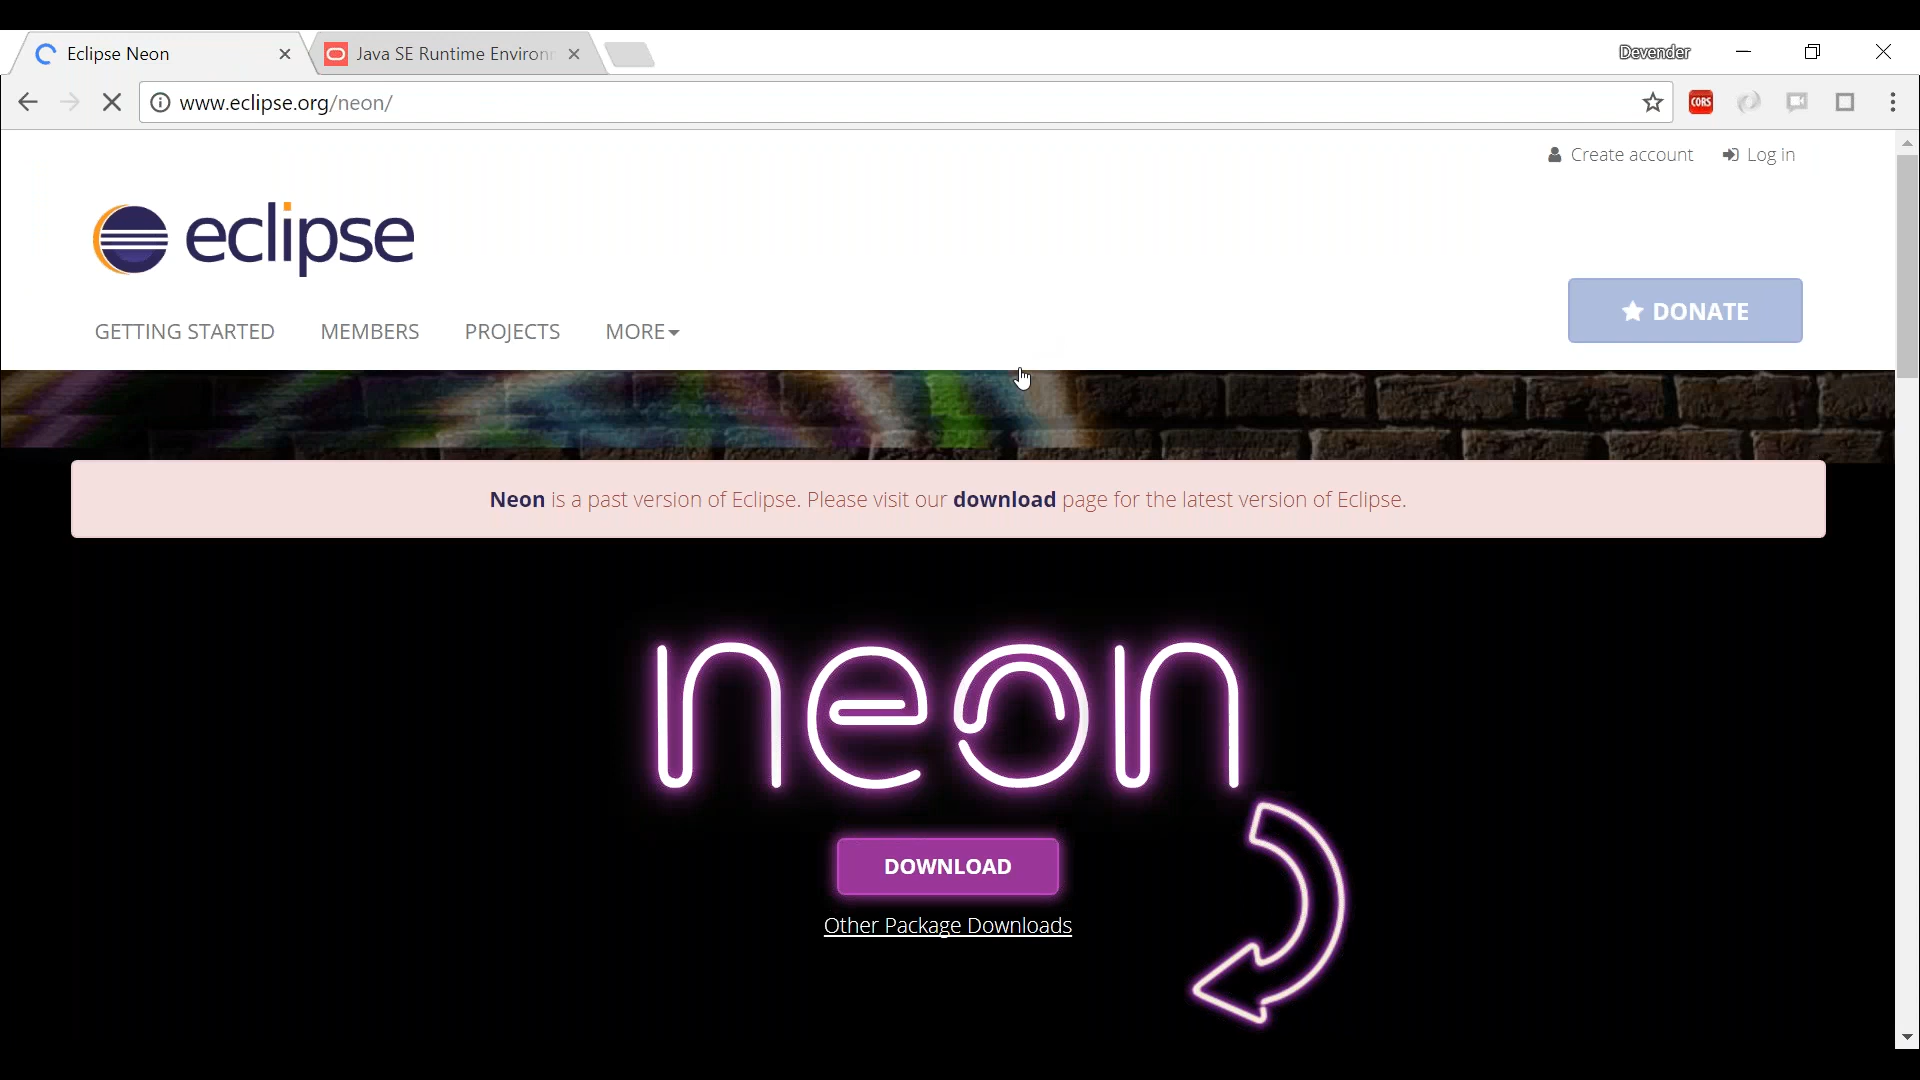 Eclipse Neon
Java SE Runtime Environ
Devender
www.eclipse.org/neon/
CORS
Create account
Log in
eclipse
DONATE
GETTING STARTED MEMBERS PROJECTS MORE
Neon is a past version of Eclipse. Please visit our download page for the latest version of Eclipse.
neon
DOWNLOAD
Other Package Downloads